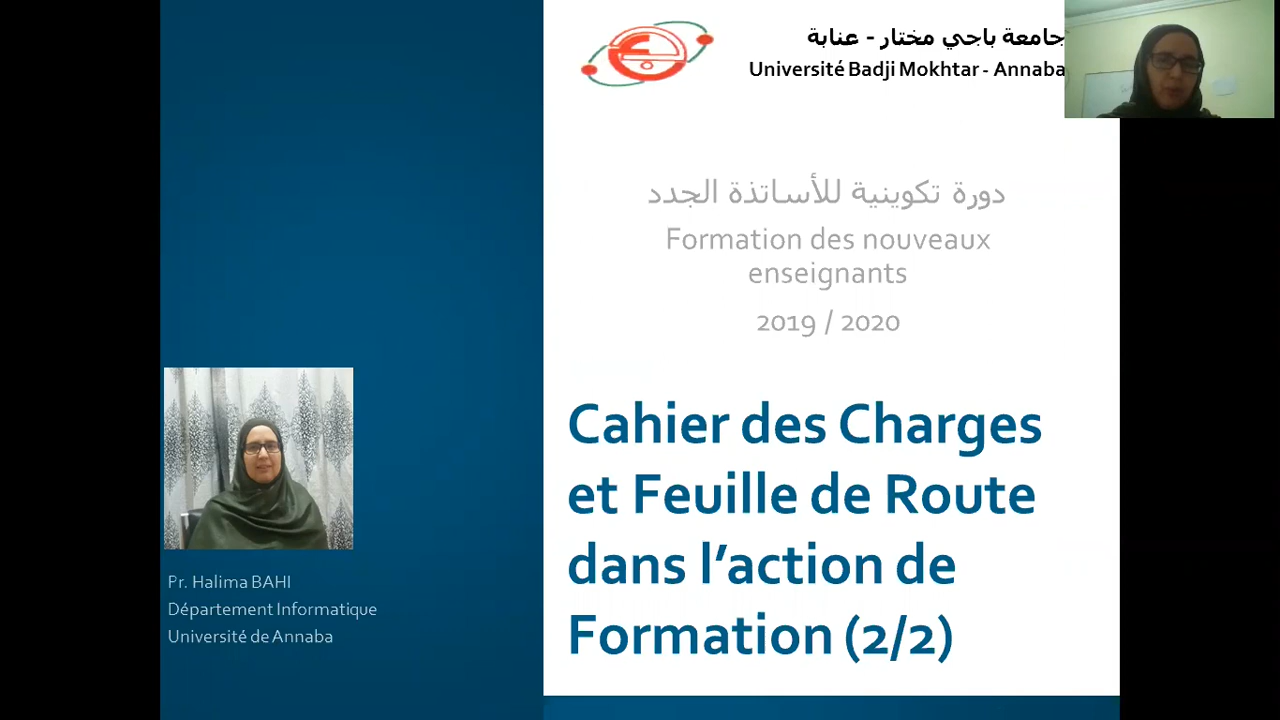 جامعة باجي مختار - عنابة
Université Badji Mokhtar - Annaba
دورة تكوينية للأساتذة الجدد
Formation des nouveaux
enseignants
2019 / 2020
Cahier des Charges
et Feuille de Route
dans l’action de
Formation (2/2)
Pr. Halima BAHI
Département Informatique
Université de Annaba